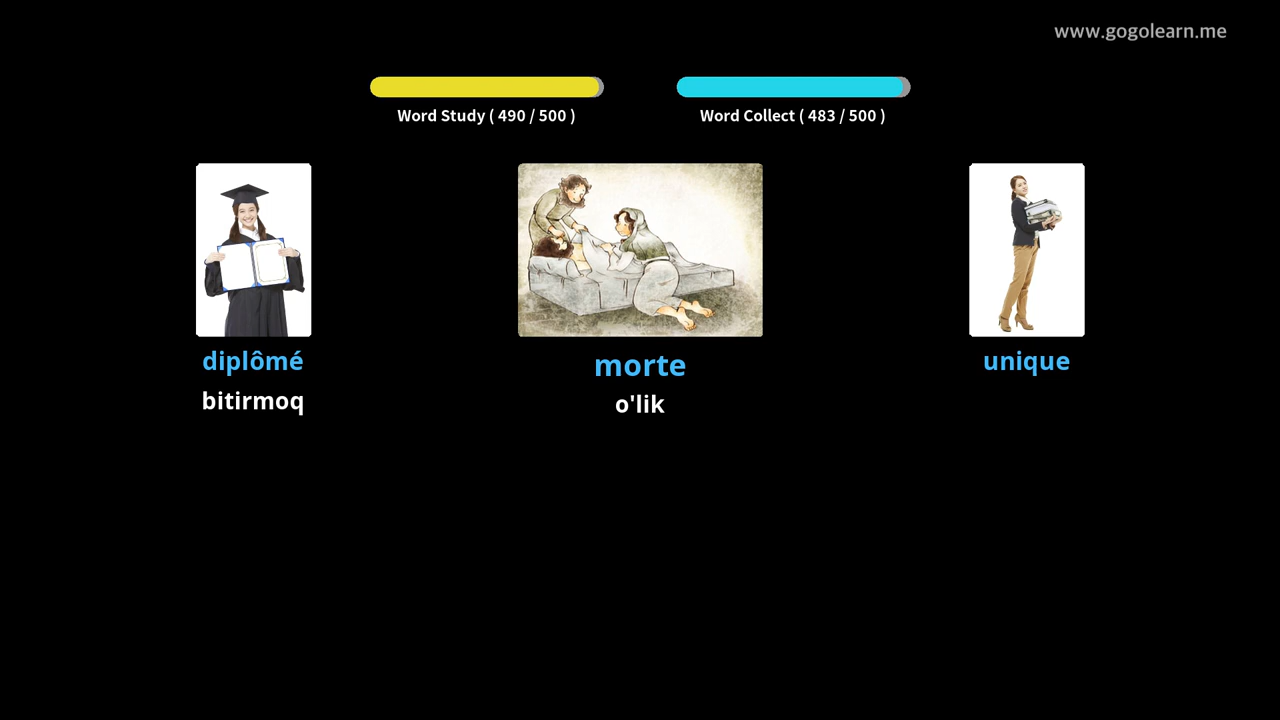 www.gogolearn.me
Word Study ( 490 / 500 )
Word Collect ( 483 / 500 )
diplômé
bitirmoq
morte
o'lik
unique